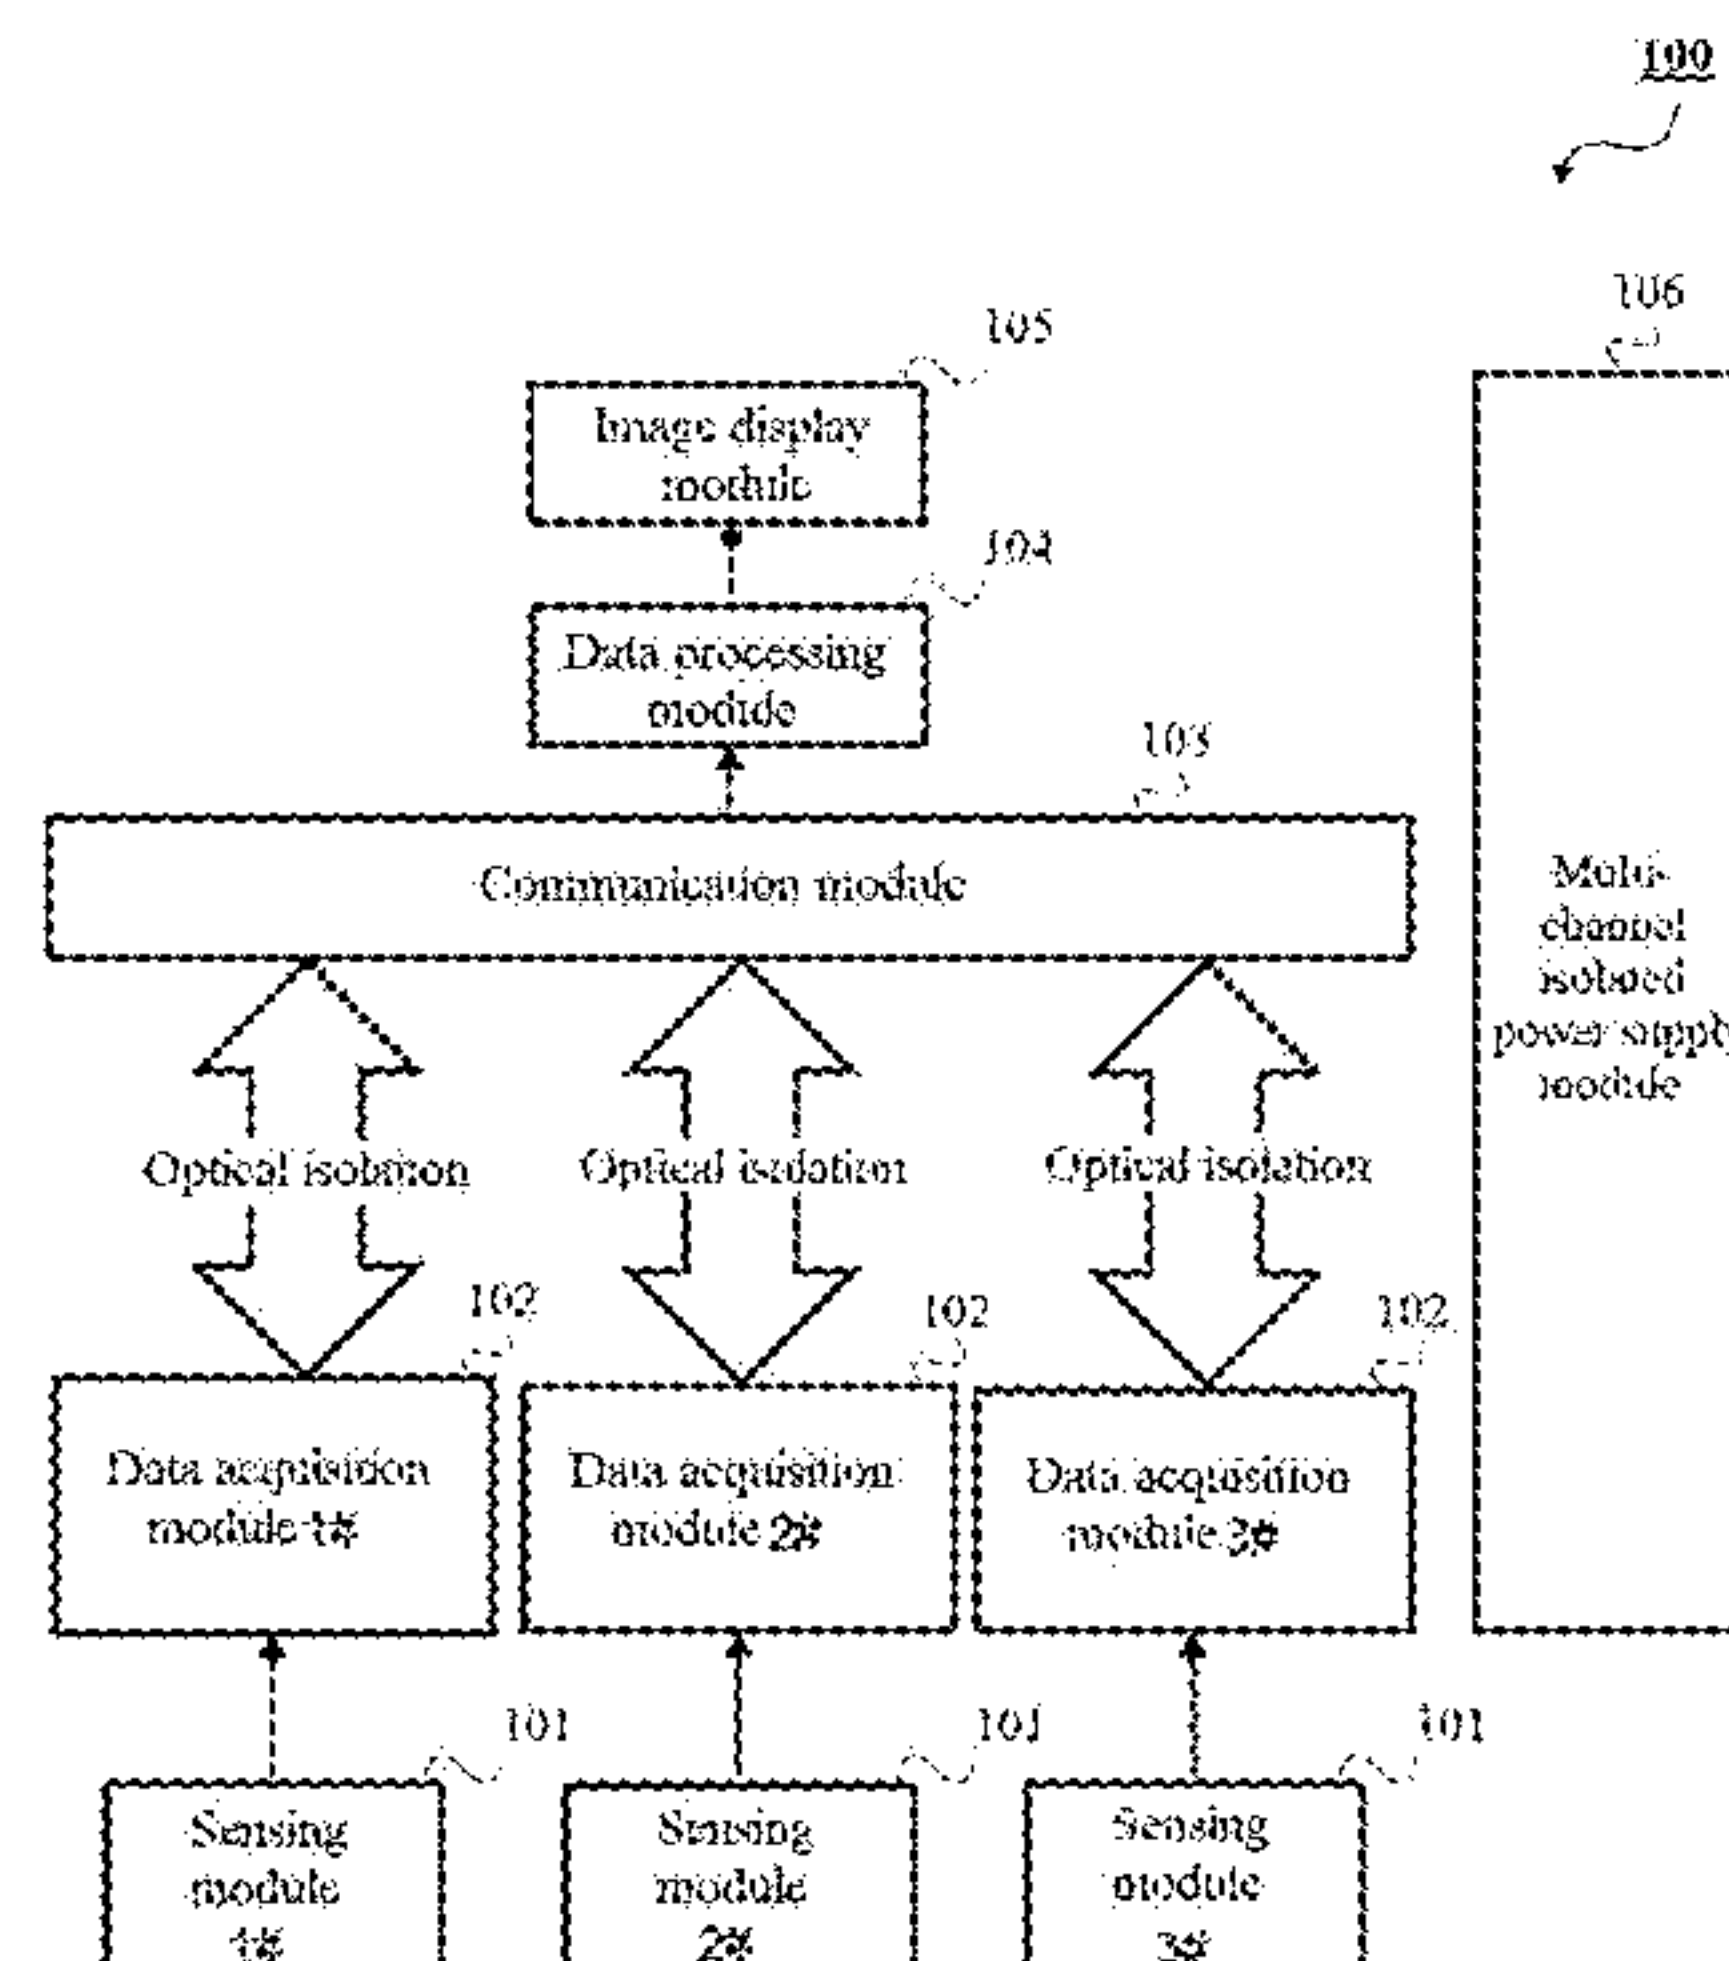 100
106
105
Image display
module
104
Data processing
module
103
Communication module
Multi-
channel
isolated
power supply
module
Optical isolation
Optical isolation
Optical isolation
102
102
102
Data acquisition
module 1#
Data acquisition
module 2#
Data acquisition
module 3#
101
101
101
Sensing
module
1#
Sensing
module
2#
Sensing
module
3#